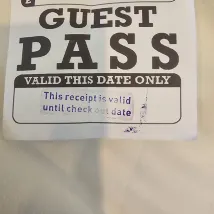 GUEST
PASS
VALID THIS DATE ONLY
This receipt is valid
until check out date